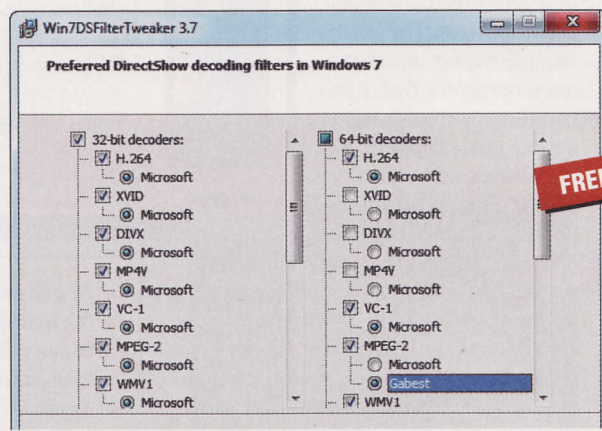 Win7DSFilterTweaker 3.7
Preferred DirectShow decoding filters in Windows 7
32-bit decoders:
H.264
Microsoft
XVID
Microsoft
DIVX
Microsoft
MP4V
Microsoft
VC-1
Microsoft
MPEG-2
Microsoft
WMV1
Microsoft
64-bit decoders:
H.264
Microsoft
XVID
Microsoft
DIVX
Microsoft
MP4V
Microsoft
VC-1
Microsoft
MPEG-2
Microsoft
Gabest
WMV1